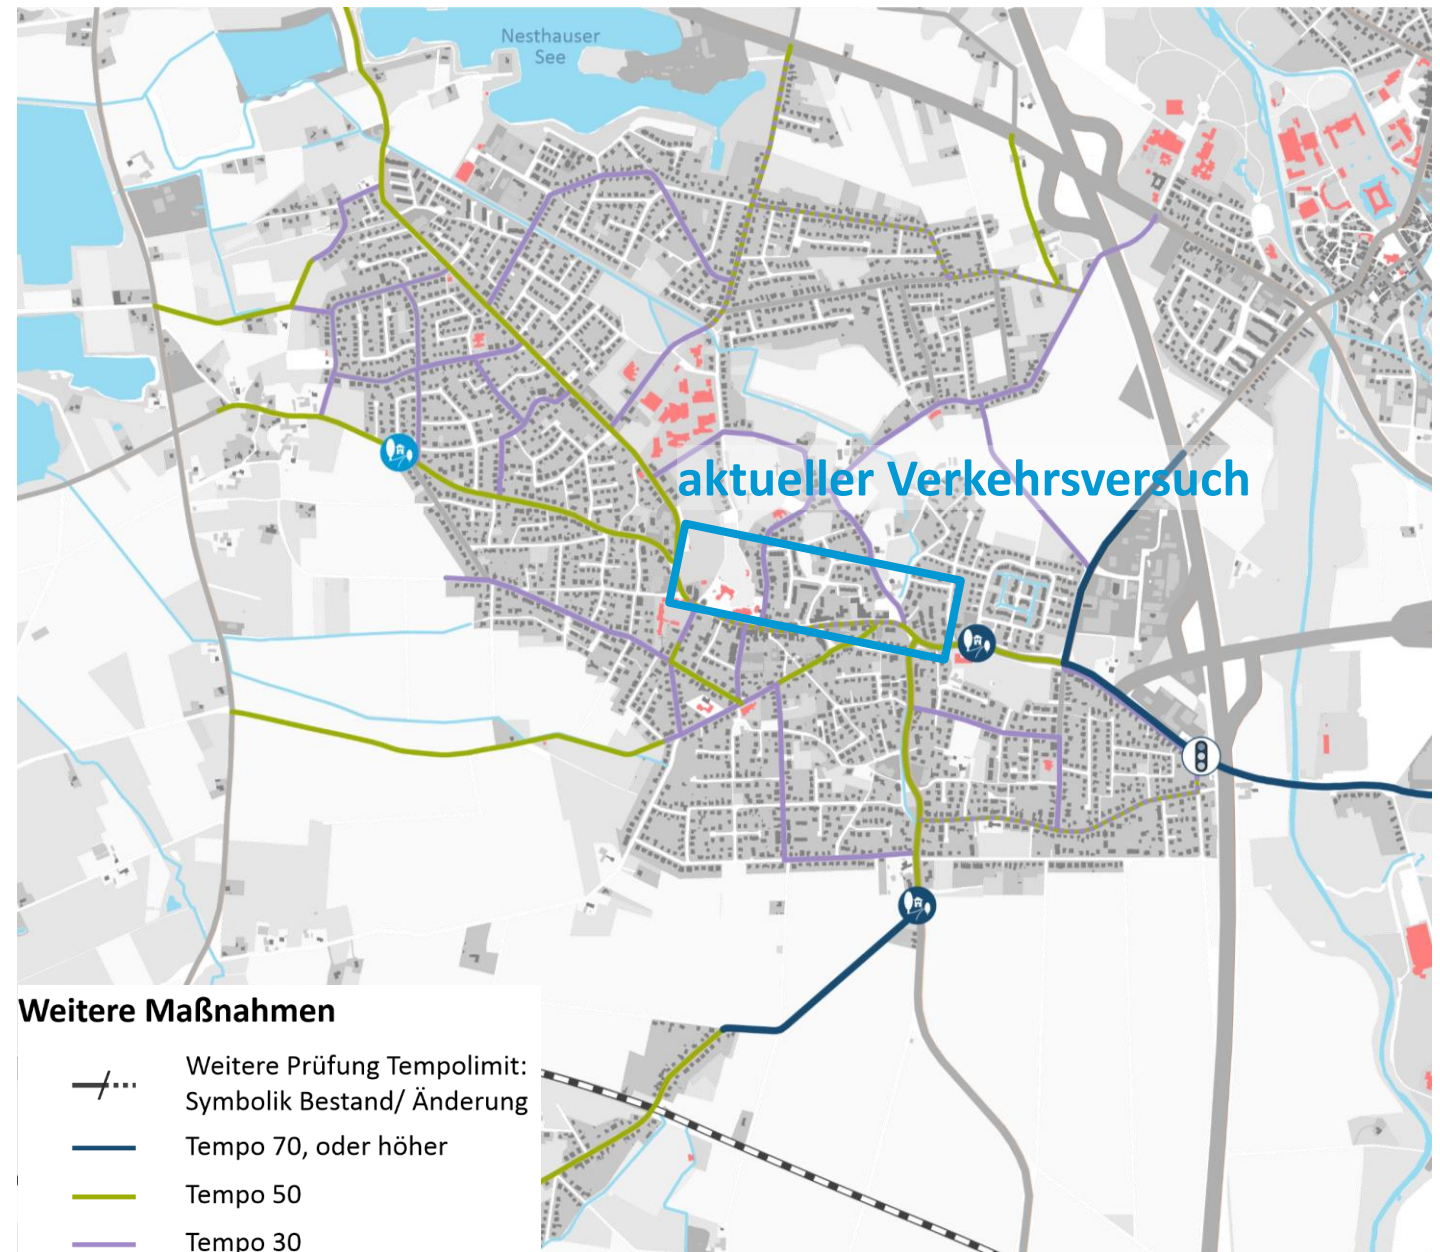 Nesthauser
See
aktueller Verkehrsversuch
Weitere Maßnahmen
Weitere Prüfung Tempolimit:
Symbolik Bestand/ Änderung
Tempo 70, oder höher
Tempo 50
Tempo 30